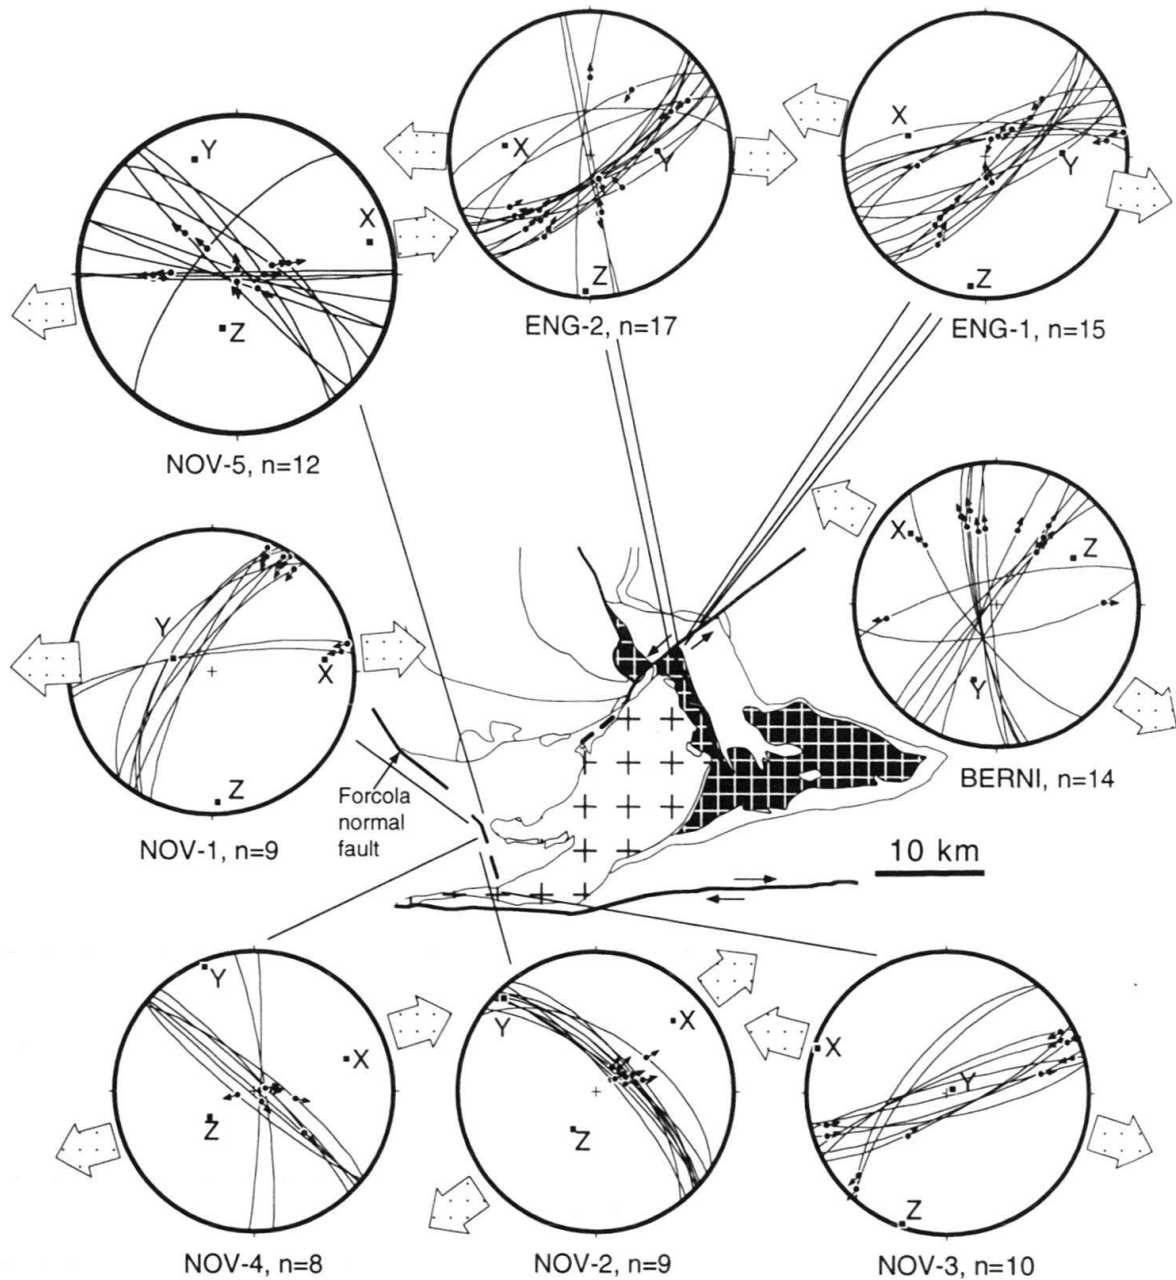 X
Y
Z
ENG-2, n=17
X
Y
Z
ENG-1, n=15
Y
X
Z
NOV-5, n=12
X
Z
Y
BERNI, n=14
Y
X
Z
NOV-1, n=9
Forcola
normal
fault
10 km
Y
X
Z
NOV-4, n=8
Y
X
Z
NOV-2, n=9
X
Y
Z
NOV-3, n=10